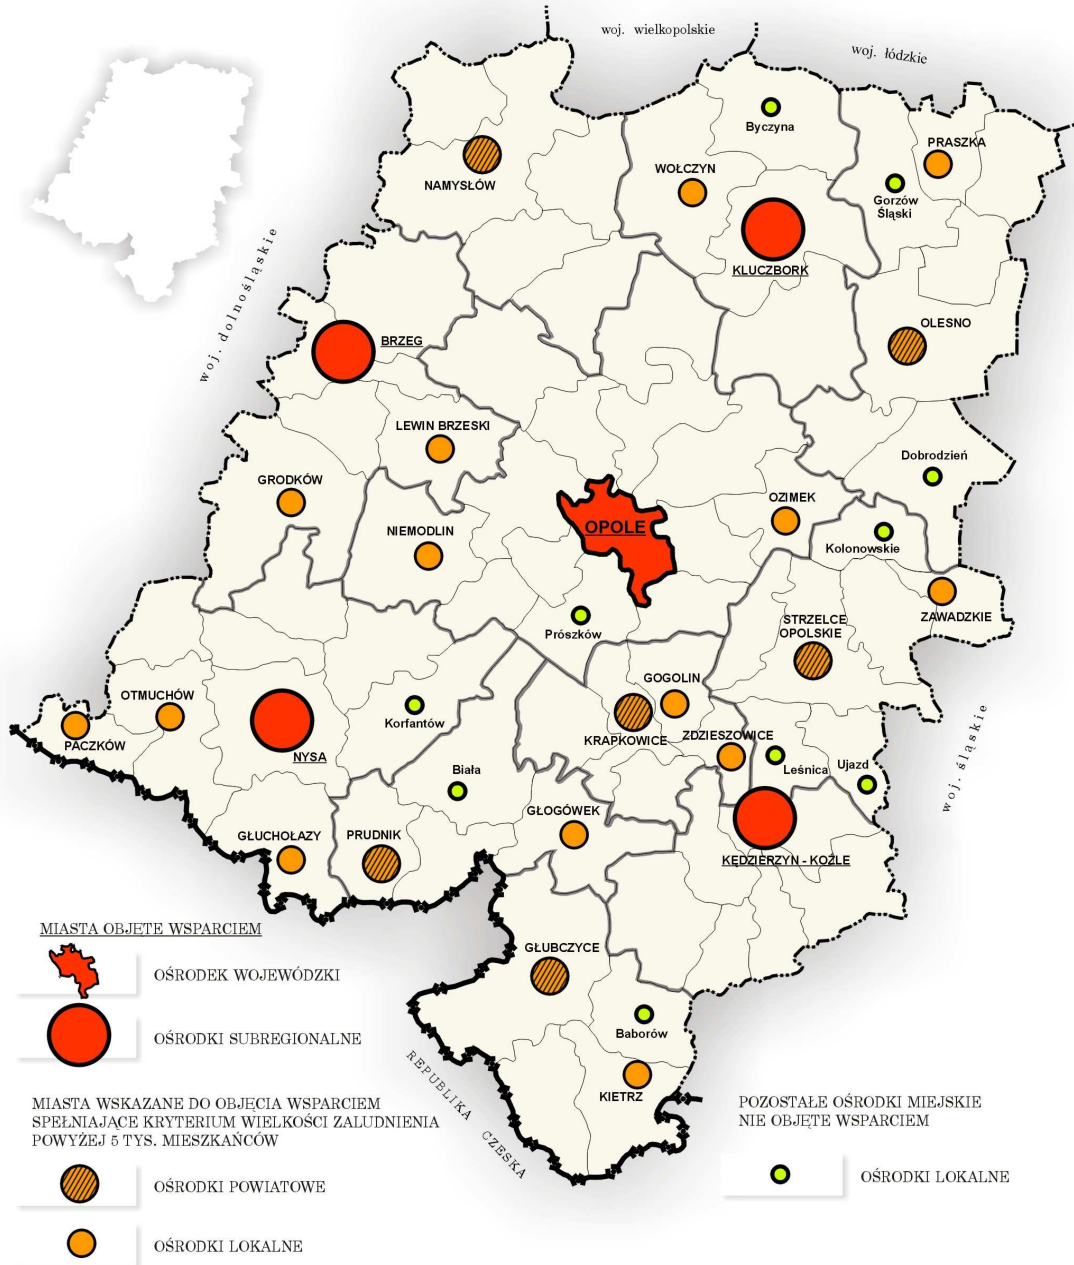 woj. wielkopolskie
woj. łódzkie
Byczyna
PRASZKA
WOŁCZYN
NAMYSŁÓW
Gorzów
Śląski
KLUCZBORK
woj. dolnośląskie
OLESNO
BRZEG
LEWIN BRZESKI
Dobrodzień
GRODKÓW
OZIMEK
OPOLE
NIEMODLIN
Kolonowskie
ZAWADZKIE
STRZELCE
OPOLSKIE
Prószków
GOGOLIN
OTMUCHÓW
Korfantów
KRAPKOWICE
ZDZIESZOWICE
PACZKÓW
NYSA
Leśnica
Ujazd
woj. śląskie
Biała
GŁOGÓWEK
GŁUCHOŁAZY
PRUDNIK
KĘDZIERZYN - KOŹLE
GŁUBCZYCE
Baborów
KIETRZ
REPUBLIKA CZESKA
MIASTA OBJĘTE WSPARCIEM
OŚRODEK WOJEWÓDZKI
OŚRODKI SUBREGIONALNE
MIASTA WSKAZANE DO OBJĘCIA WSPARCIEM
SPEŁNIAJĄCE KRYTERIUM WIELKOŚCI ZALUDNIENIA
POWYŻEJ 5 TYS. MIESZKAŃCÓW
OŚRODKI POWIATOWE
OŚRODKI LOKALNE
POZOSTAŁE OŚRODKI MIEJSKIE
NIE OBJĘTE WSPARCIEM
OŚRODKI LOKALNE